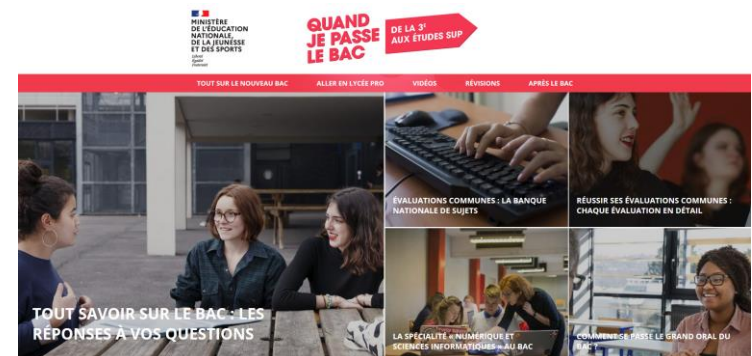 MINISTÈRE
DE L'ÉDUCATION
NATIONALE,
DE LA JEUNESSE
ET DES SPORTS
Liberté
Égalité
Fraternité
QUAND
JE PASSE
LE BAC
DE LA 3E
AUX ÉTUDES SUP
TOUT SUR LE NOUVEAU BAC ALLER EN LYCÉE PRO VIDÉOS RÉVISIONS APRÈS LE BAC
TOUT SAVOIR SUR LE BAC : LES
RÉPONSES À VOS QUESTIONS
ÉVALUATIONS COMMUNES : LA BANQUE
NATIONALE DE SUJETS
RÉUSSIR SES ÉVALUATIONS COMMUNES :
CHAQUE ÉVALUATION EN DÉTAIL
LA SPÉCIALITÉ « NUMÉRIQUE ET
SCIENCES INFORMATIQUES » AU BAC
COMMENT SE PASSE LE GRAND ORAL DU
BAC ?